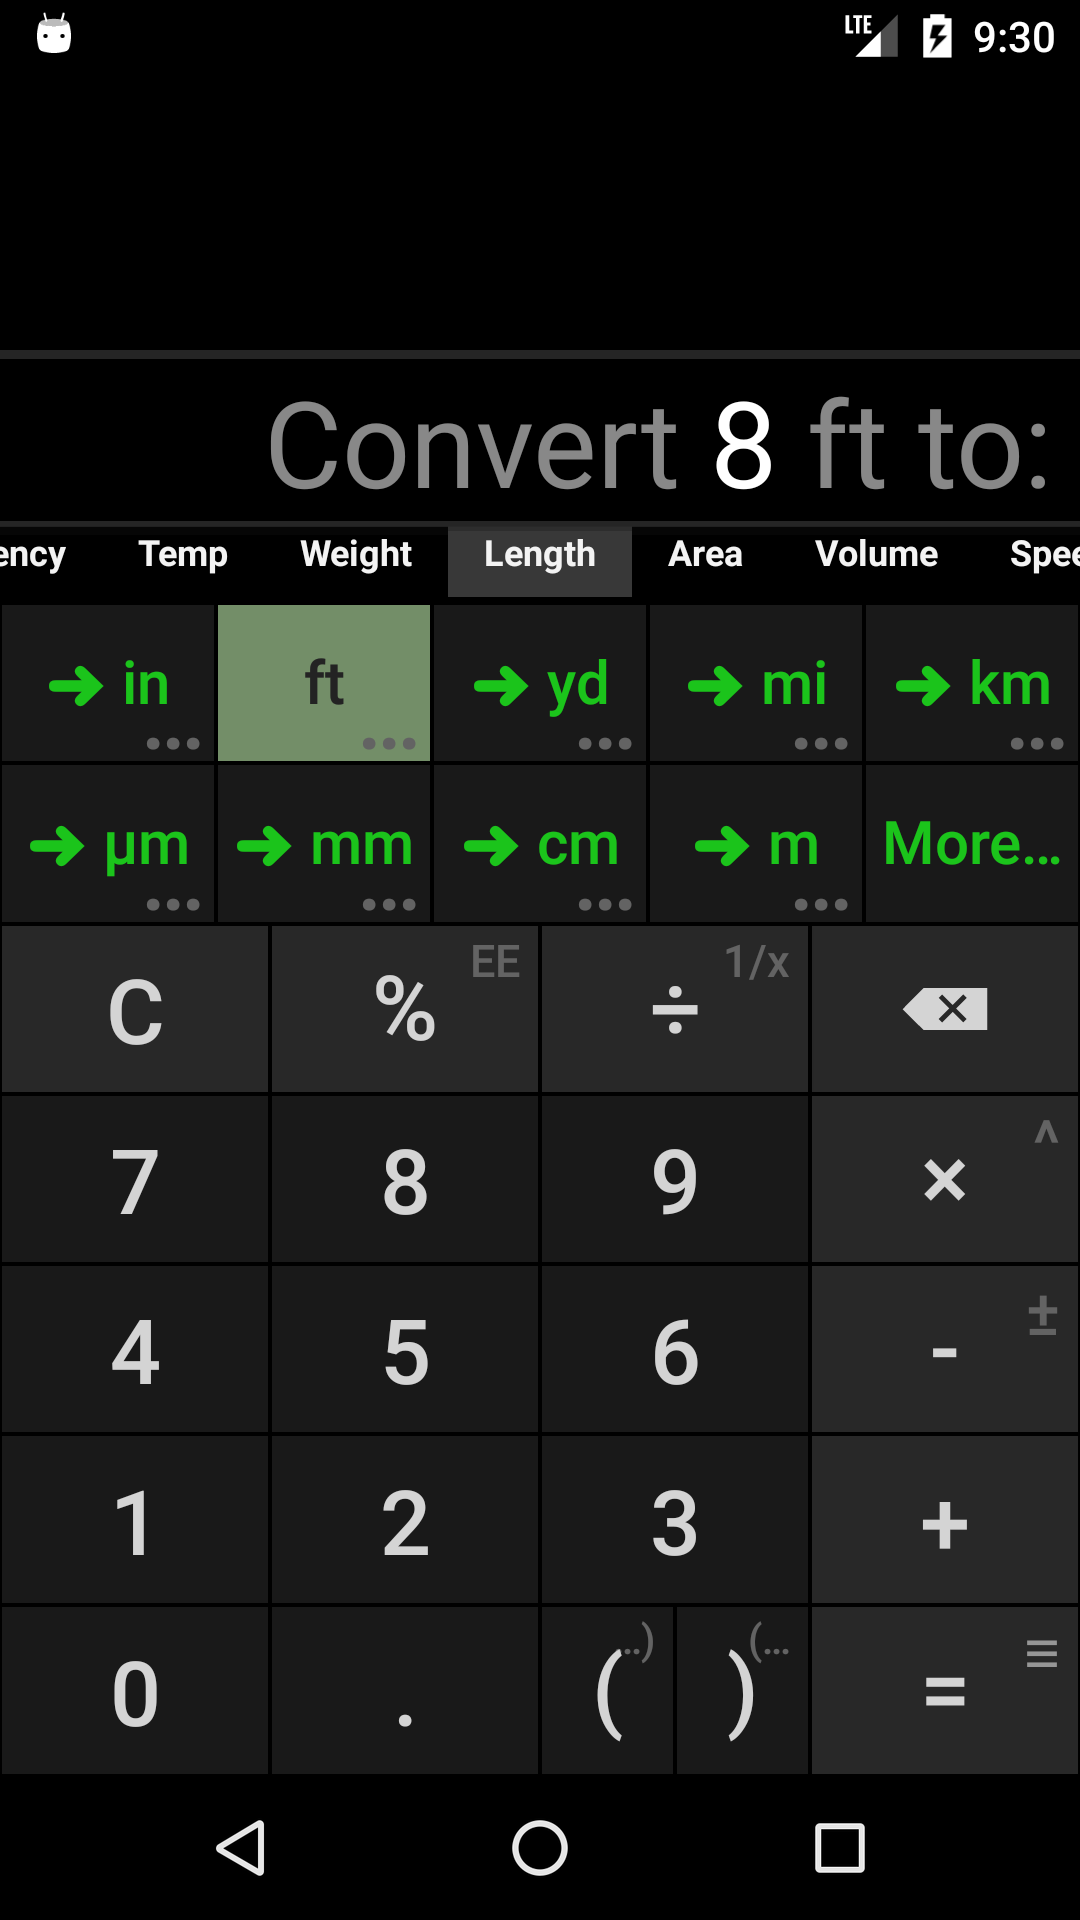 LTE 9:30
Convert 8 ft to:
ency Temp Weight Length Area Volume Spee
in ft yd mi km
µm mm cm m More...
C % EE ÷ 1/x
7 8 9 × ^
4 5 6 - ±
1 2 3 +
0 . ( ..) ) (... =